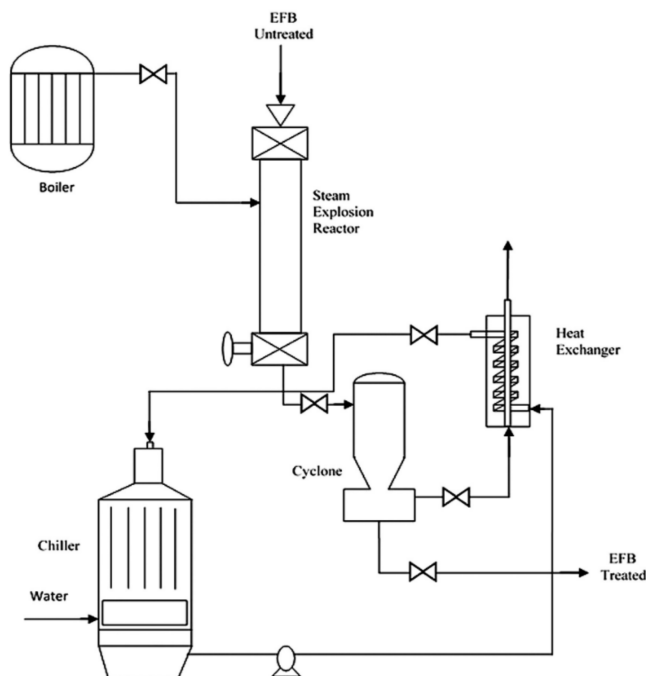 EFB
Untreated
Boiler
Steam
Explosion
Reactor
Heat
Exchanger
Cyclone
Chiller
EFB
Treated
Water